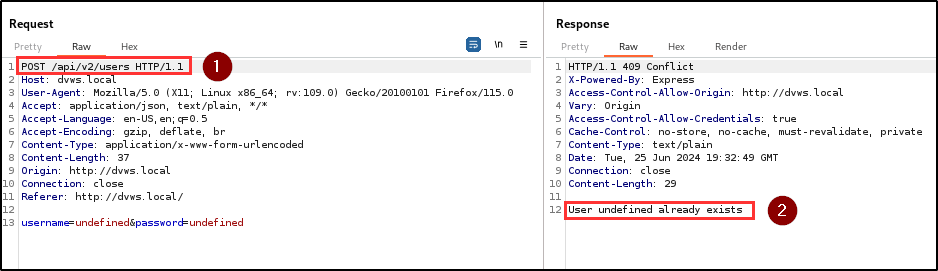 Request
Pretty Raw Hex
\n
1 POST /api/v2/users HTTP/1.1
1
2 Host: dvws.local
3 User-Agent: Mozilla/5.0 (X11; Linux x86_64; rv:109.0) Gecko/20100101 Firefox/115.0
4 Accept: application/json, text/plain, */*
5 Accept-Language: en-US,en;q=0.5
6 Accept-Encoding: gzip, deflate, br
7 Content-Type: application/x-www-form-urlencoded
8 Content-Length: 37
9 Origin: http://dvws.local
10 Connection: close
11 Referer: http://dvws.local/
12
13 username=undefined&password=undefined
Response
Pretty Raw Hex Render
1 HTTP/1.1 409 Conflict
2 X-Powered-By: Express
3 Access-Control-Allow-Origin: http://dvws.local
4 Vary: Origin
5 Access-Control-Allow-Credentials: true
6 Cache-Control: no-store, no-cache, must-revalidate, private
7 Content-Type: text/plain
8 Date: Tue, 25 Jun 2024 19:32:49 GMT
9 Connection: close
10 Content-Length: 29
11
12 User undefined already exists
2